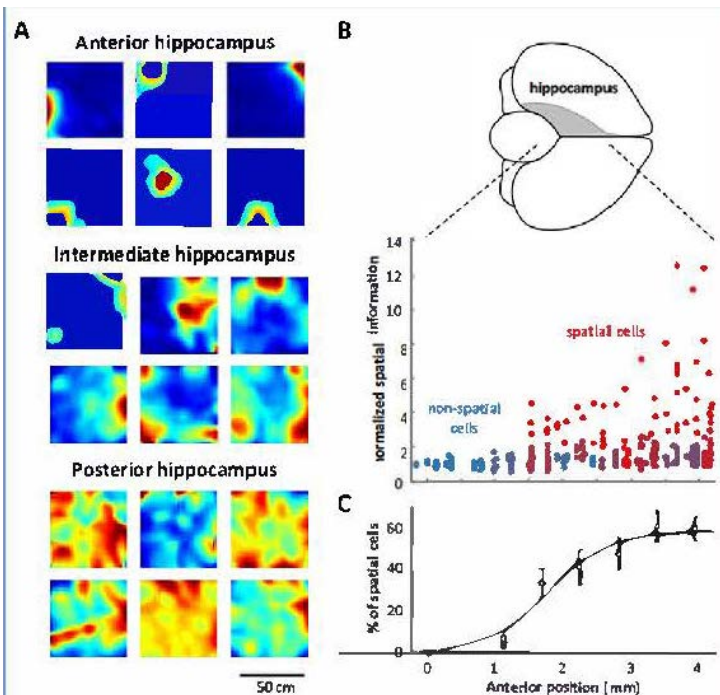 A
Anterior hippocampus
Intermediate hippocampus
Posterior hippocampus
50 cm
B
hippocampus
14
12
10
8
6
4
2
0
normalized spatial information
spatial cells
non-spatial
cells
C
60
40
20
0
% of spatial cells
0 1 2 3 4
Anterior position [mm]